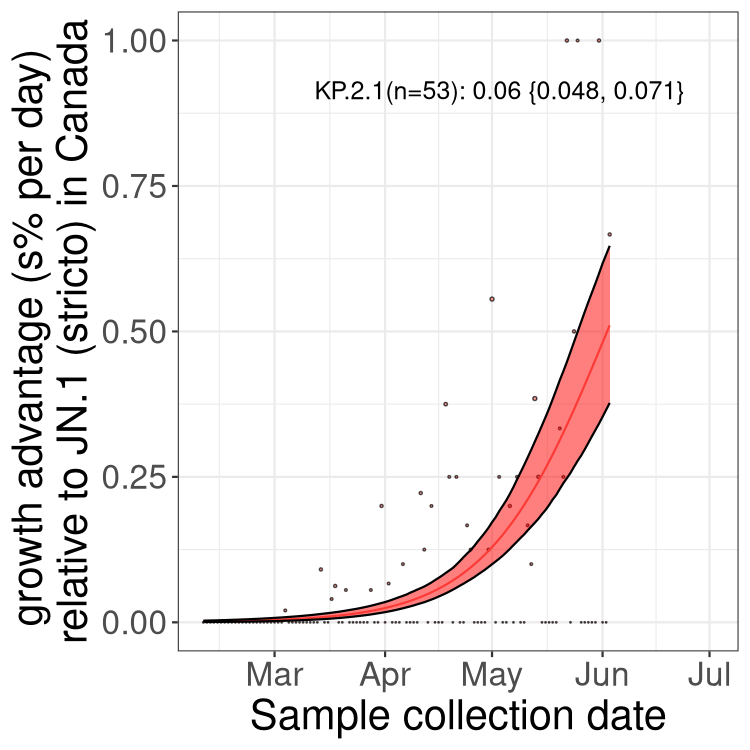 growth advantage (s% per day)
relative to JN.1 (stricto) in Canada
1.00
0.75
0.50
0.25
0.00
KP.2.1(n=53): 0.06 {0.048, 0.071}
Mar Apr May Jun Jul
Sample collection date